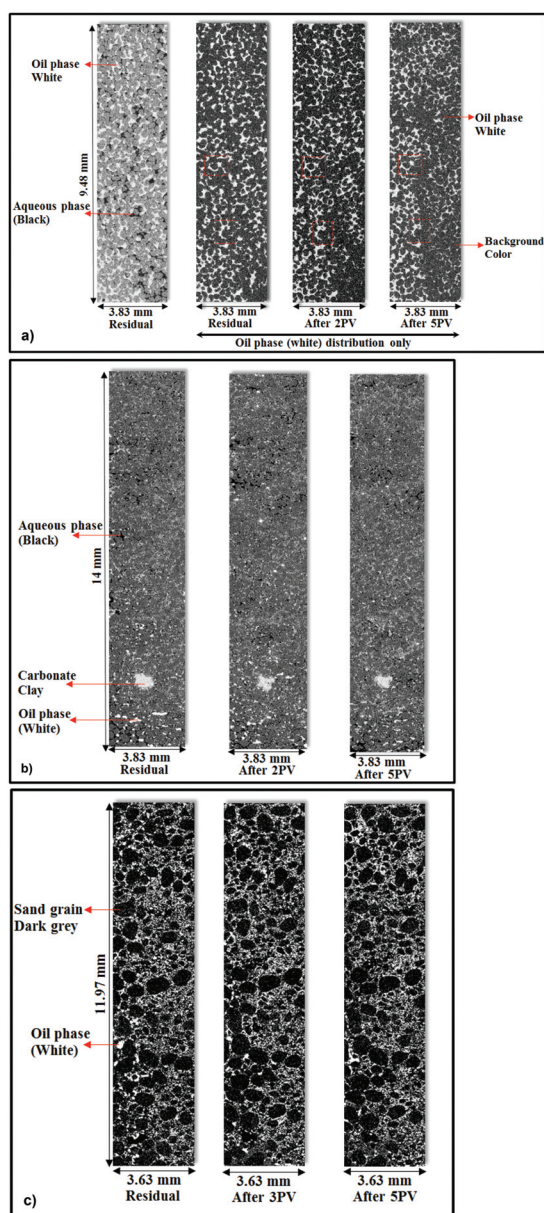 Oil phase
White
9.48 mm
Aqueous phase
(Black)
Oil phase
White
Background
Color
3.83 mm
Residual
3.83 mm
Residual
3.83 mm
After 2PV
3.83 mm
After 5PV
Oil phase (white) distribution only
a)
Aqueous phase
(Black)
14 mm
Carbonate
Clay
Oil phase
(White)
3.83 mm
Residual
3.83 mm
After 2PV
3.83 mm
After 5PV
b)
Sand grain
Dark grey
11.97 mm
Oil phase
(White)
3.63 mm
Residual
3.63 mm
After 3PV
3.63 mm
After 5PV
c)